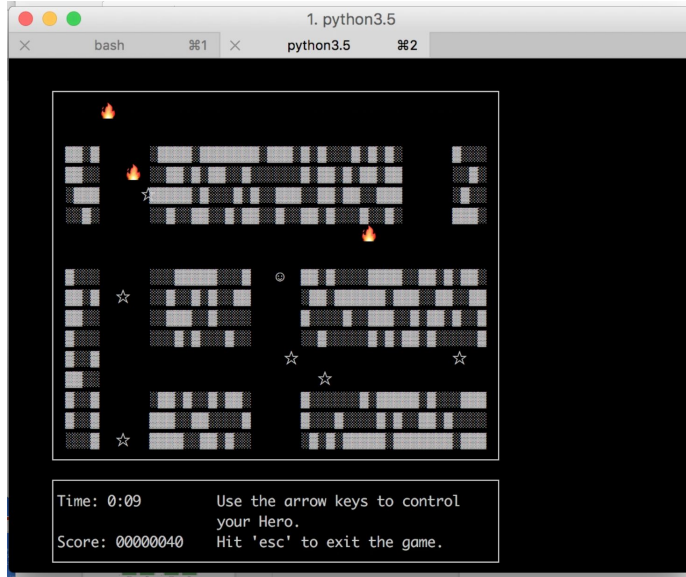 1. python3.5
bash ⌘1 python3.5 ⌘2
Time: 0:09 Use the arrow keys to control
your Hero.
Score: 00000040 Hit 'esc' to exit the game.